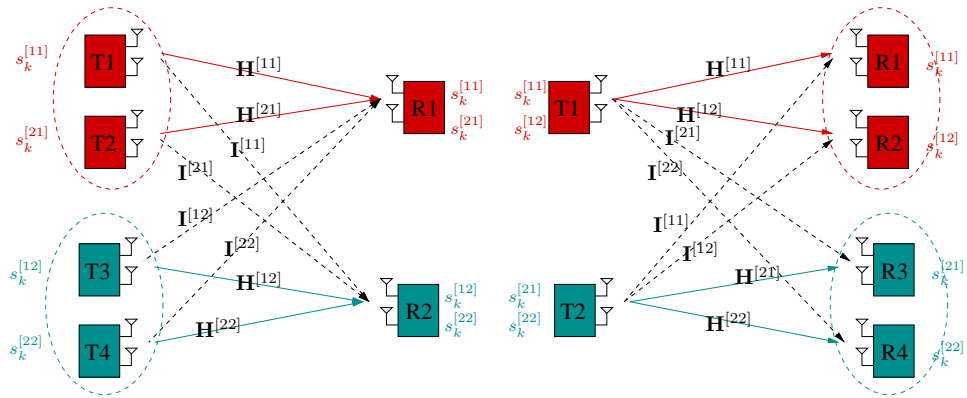 s_k^{[11]} T1
s_k^{[21]} T2
H^{[11]}
H^{[21]}
I^{[11]}
I^{[21]}
R1 s_k^{[11]}
s_k^{[21]}
s_k^{[12]} T3
s_k^{[22]} T4
I^{[12]}
I^{[22]}
H^{[12]}
H^{[22]}
R2 s_k^{[12]}
s_k^{[22]}
s_k^{[11]}
s_k^{[12]} T1
H^{[11]}
H^{[12]}
I^{[21]}
I^{[22]}
R1 s_k^{[11]}
R2 s_k^{[12]}
s_k^{[21]}
s_k^{[22]} T2
I^{[11]}
I^{[12]}
H^{[21]}
H^{[22]}
R3 s_k^{[21]}
R4 s_k^{[22]}